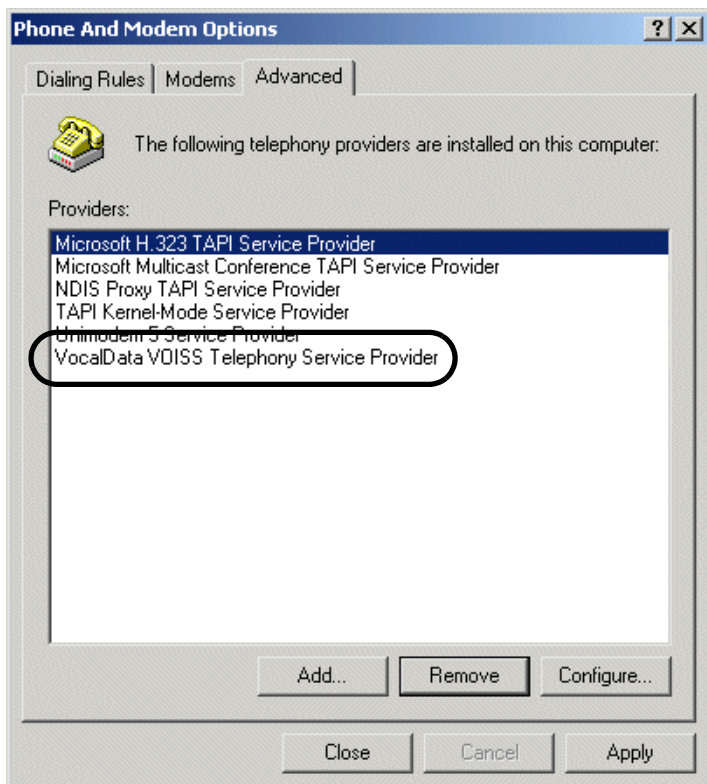 Phone And Modem Options
Dialing Rules Modems Advanced
The following telephony providers are installed on this computer:
Providers:
Microsoft H.323 TAPI Service Provider
Microsoft Multicast Conference TAPI Service Provider
NDIS Proxy TAPI Service Provider
TAPI Kernel-Mode Service Provider
Unimodem 5 Service Provider
VocalData VOISS Telephony Service Provider
Add... Remove Configure...
Close Cancel Apply